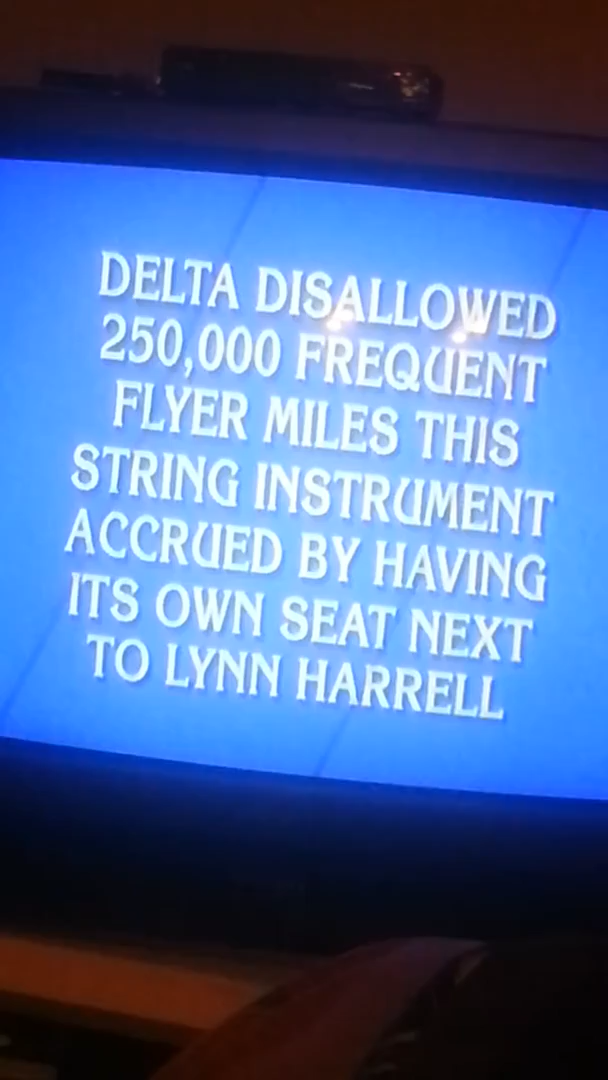 DELTA DISALLOWED
250,000 FREQUENT
FLYER MILES THIS
STRING INSTRUMENT
ACCRUED BY HAVING
ITS OWN SEAT NEXT
TO LYNN HARRELL